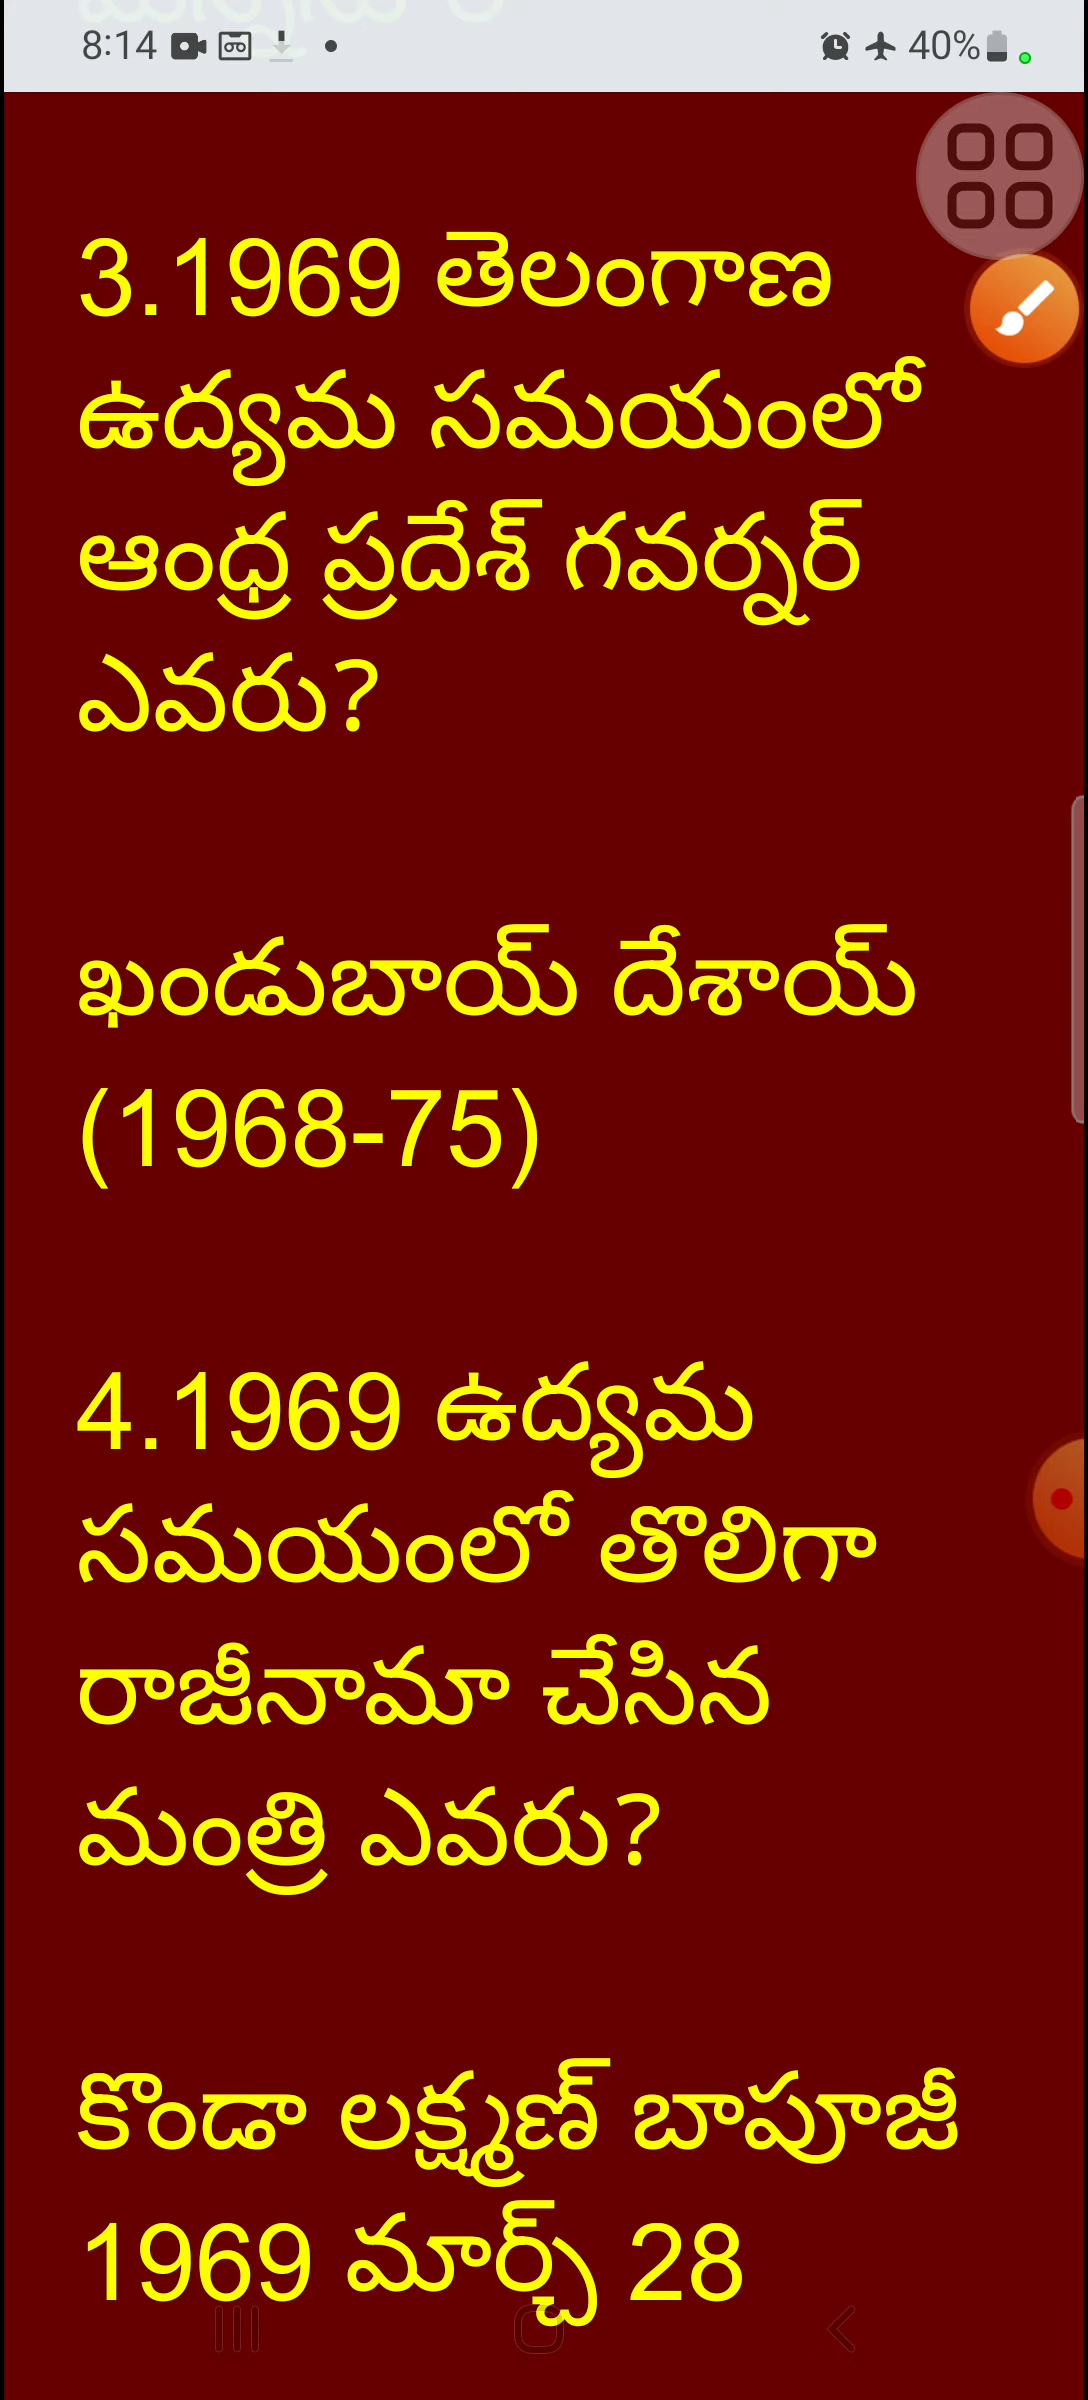 8:14
40%
3.1969 తెలంగాణ
ఉద్యమ సమయంలో
ఆంధ్ర ప్రదేశ్ గవర్నర్
ఎవరు?
ఖండుబాయ్ దేశాయ్
(1968-75)
4.1969 ఉద్యమ
సమయంలో తొలిగా
రాజీనామా చేసిన
మంత్రి ఎవరు?
కొండా లక్ష్మణ్ బాపూజీ
1969 మార్చ్ 28